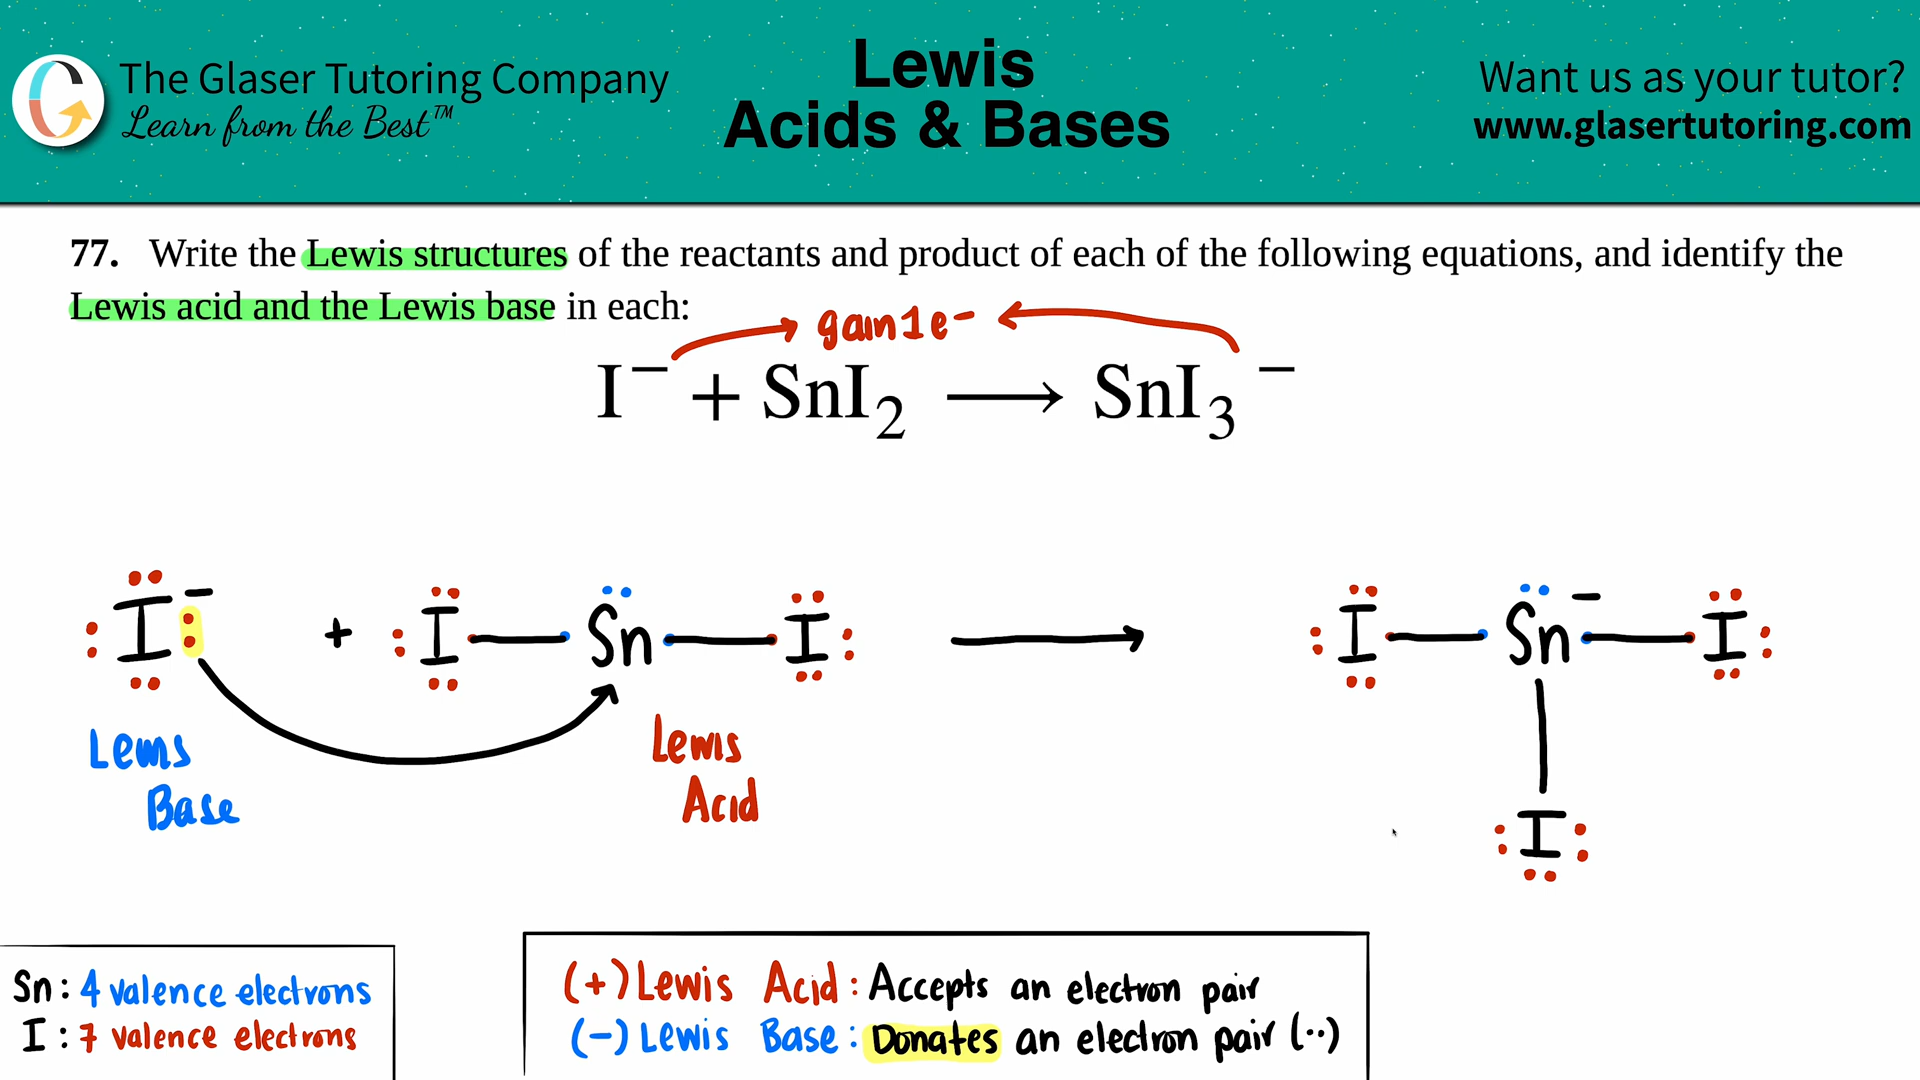 The Glaser Tutoring Company
Learn from the Best™
Lewis
Acids & Bases
Want us as your tutor?
www.glasertutoring.com
77. Write the Lewis structures of the reactants and product of each of the following equations, and identify the
Lewis acid and the Lewis base in each:
gain 1e⁻
I⁻ + SnI₂ ⟶ SnI₃⁻
I⁻ + I Sn I ⟶ I Sn⁻ I
I
Lewis
Base
Lewis
Acid
Sn: 4 valence electrons
I: 7 valence electrons
(+) Lewis Acid: Accepts an electron pair
(-) Lewis Base: Donates an electron pair (··)